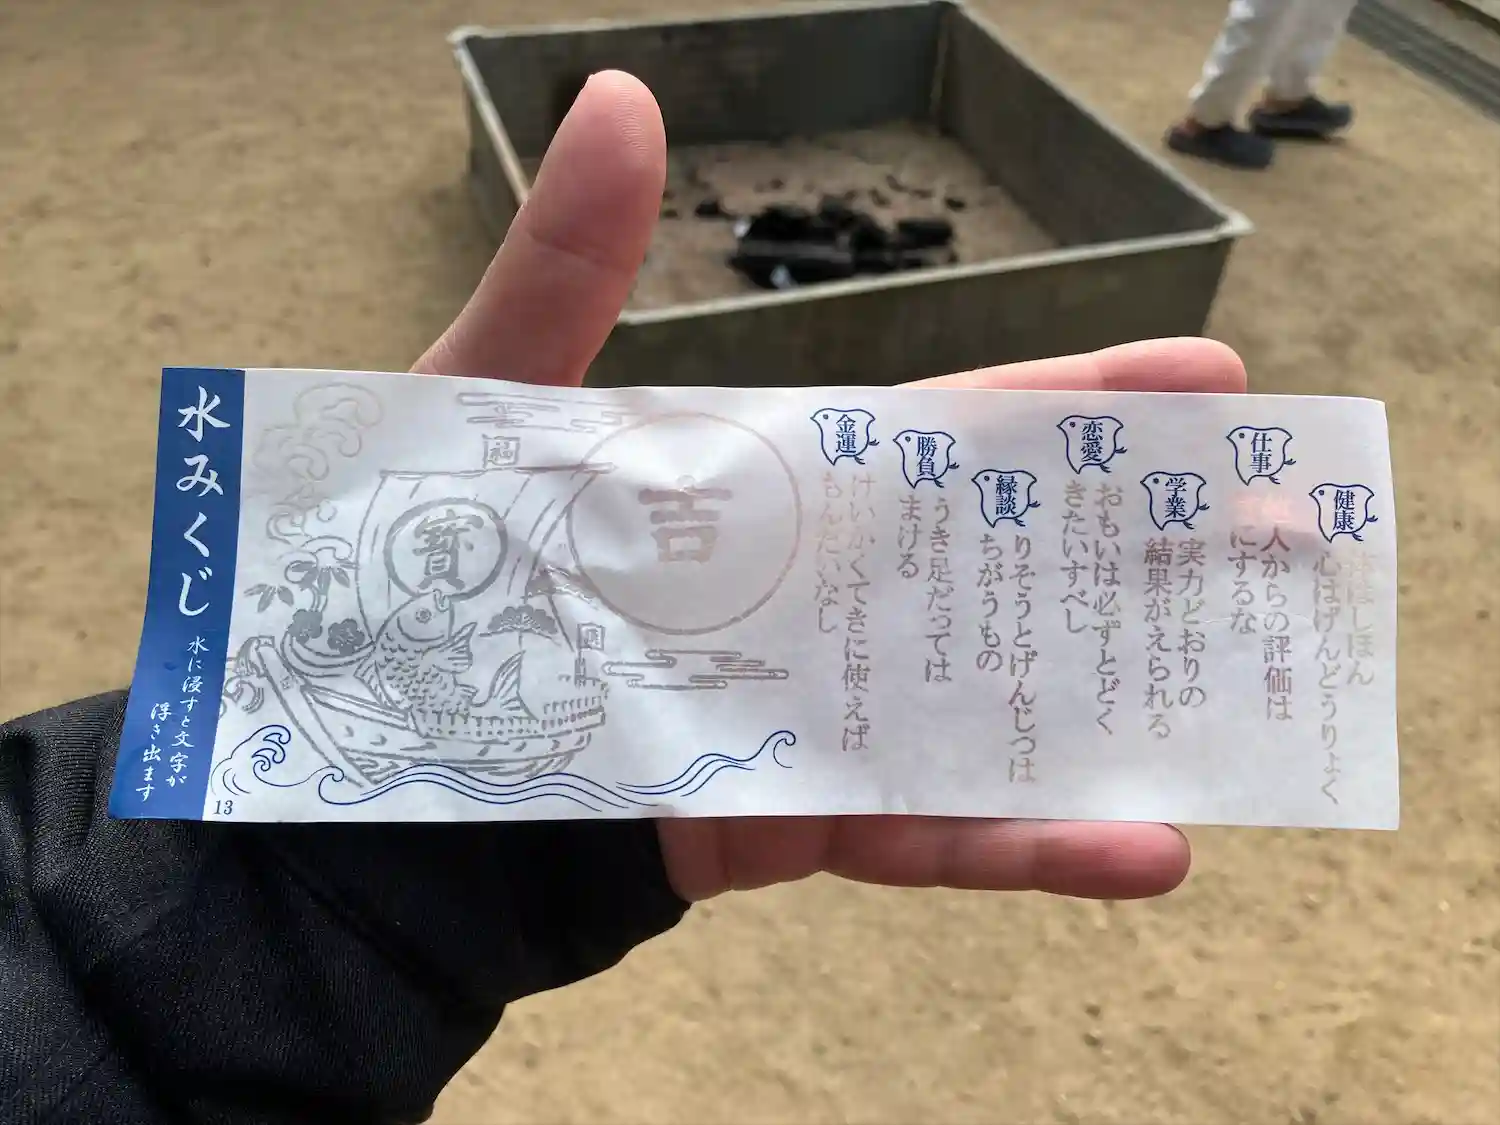 水みくじ
水に浸すと文字が
浮き出ます
13
福
寶
吉
健康
心はげんどうりょく
仕事
人からの評価は
にするな
学業
実力どおりの
結果がえられる
恋愛
おもいは必ずとどく
きたいすべし
縁談
りそうとげんじつは
ちがうもの
勝負
うき足だっては
まける
金運
けいかくてきに使えば
もんだいなし